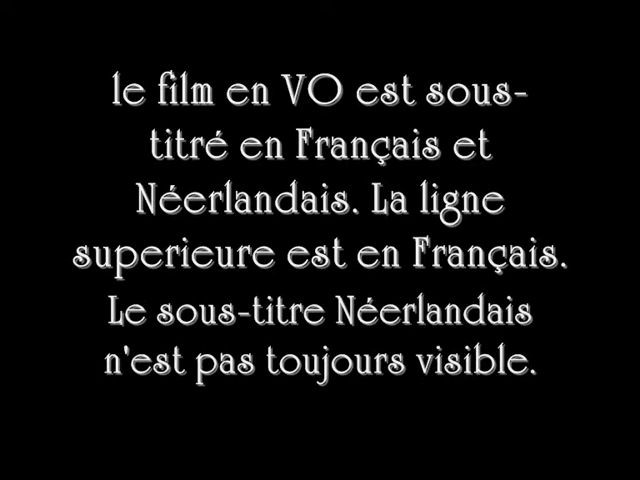 le film en VO est sous-
titré en Français et
Néerlandais. La ligne
superieure est en Français.
Le sous-titre Néerlandais
n'est pas toujours visible.